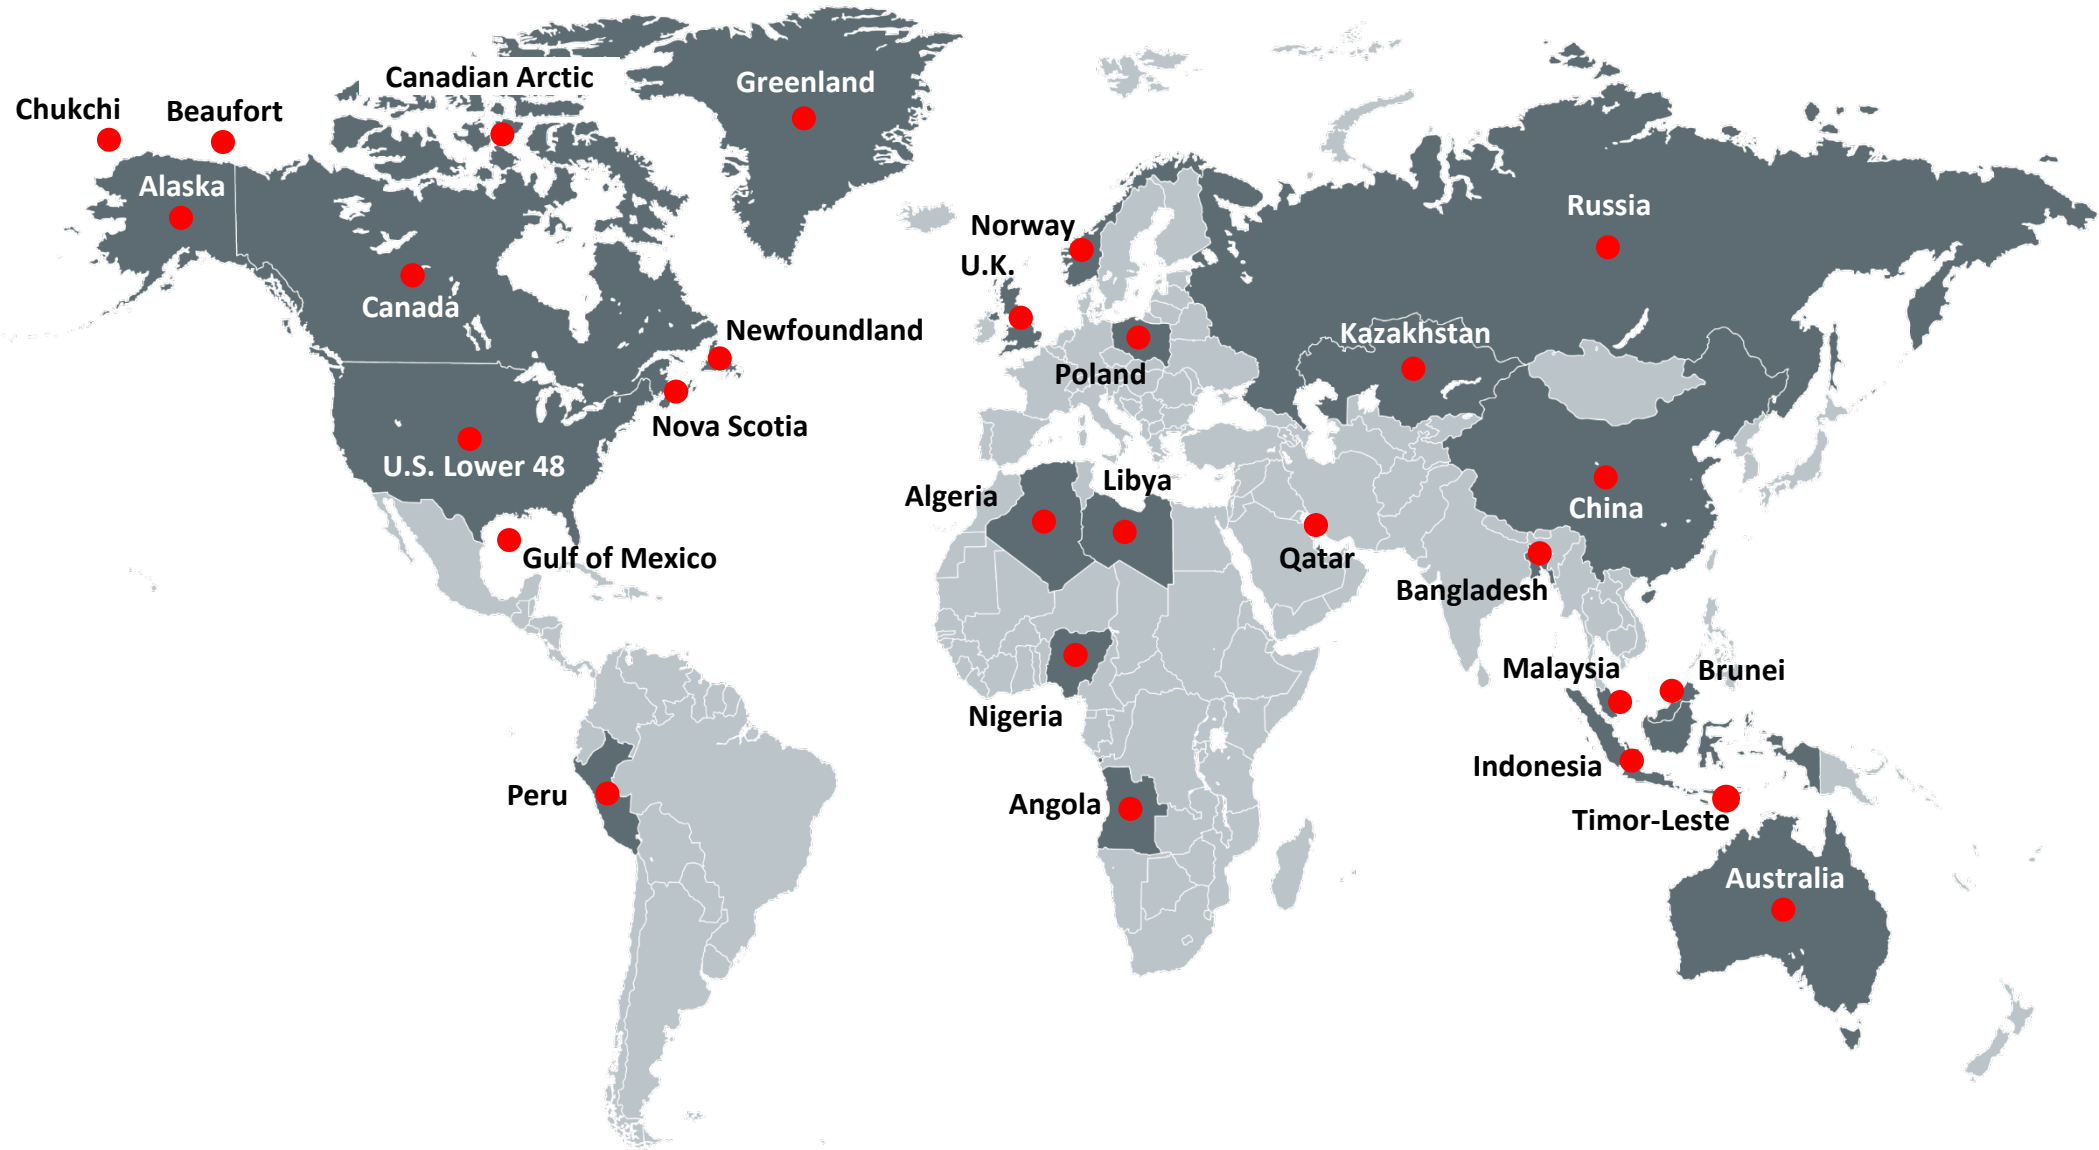 Canadian Arctic
Greenland
Chukchi
Beaufort
Alaska
Russia
Norway
U.K.
Canada
Newfoundland
Kazakhstan
Poland
Nova Scotia
U.S. Lower 48
Libya
Algeria
China
Gulf of Mexico
Qatar
Bangladesh
Malaysia
Brunei
Nigeria
Indonesia
Peru
Angola
Timor-Leste
Australia